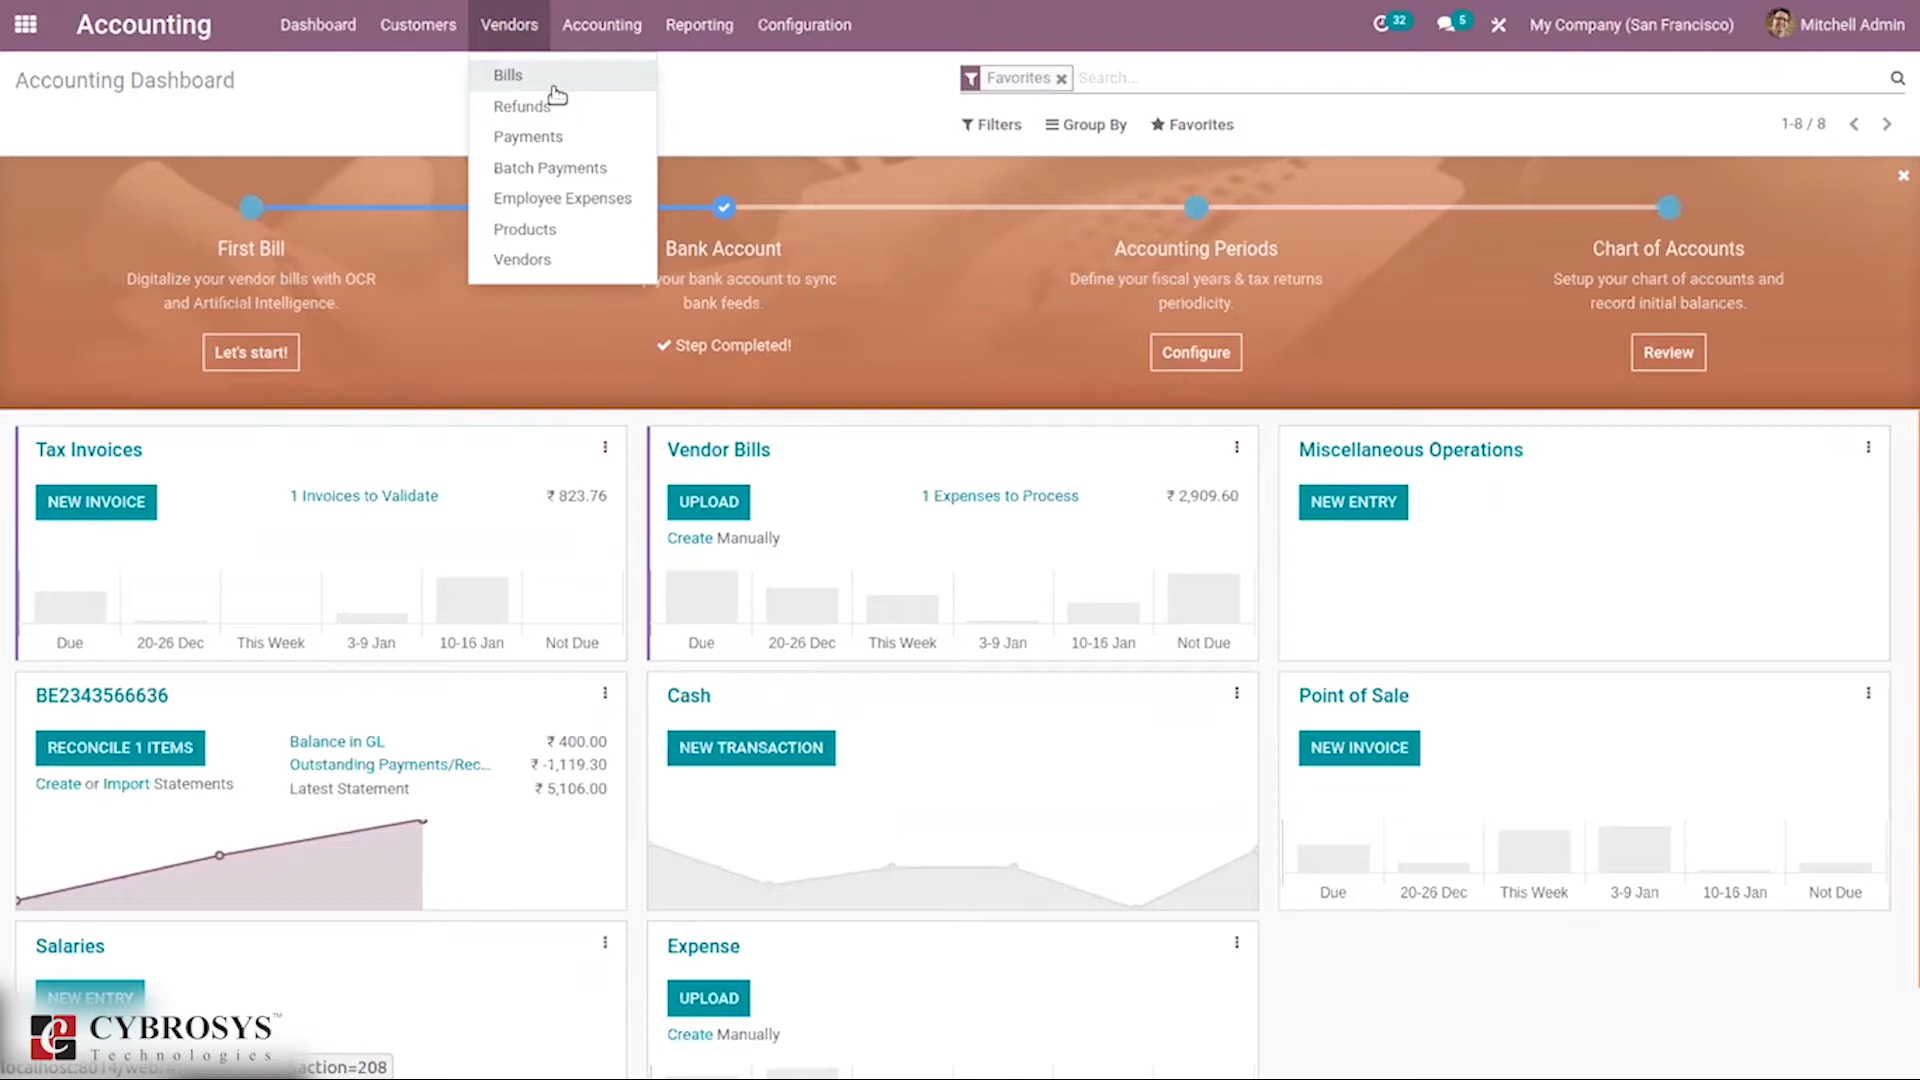 Accounting
Dashboard
Customers
Vendors
Accounting
Reporting
Configuration
32
5
My Company (San Francisco)
Mitchell Admin
Accounting Dashboard
Favorites
Search...
Filters
Group By
Favorites
1-8 / 8
Bills
Refunds
Payments
Batch Payments
Employee Expenses
Products
Vendors
First Bill
Digitalize your vendor bills with OCR
and Artificial Intelligence.
Let's start!
Bank Account
your bank account to sync
bank feeds.
Step Completed!
Accounting Periods
Define your fiscal years & tax returns
periodicity.
Configure
Chart of Accounts
Setup your chart of accounts and
record initial balances.
Review
Tax Invoices
NEW INVOICE
1 Invoices to Validate
₹ 823.76
Due
20-26 Dec
This Week
3-9 Jan
10-16 Jan
Not Due
Vendor Bills
UPLOAD
1 Expenses to Process
₹ 2,909.60
Create Manually
Due
20-26 Dec
This Week
3-9 Jan
10-16 Jan
Not Due
Miscellaneous Operations
NEW ENTRY
BE2343566636
RECONCILE 1 ITEMS
Create or Import Statements
Balance in GL
₹ 400.00
Outstanding Payments/Rec...
₹ -1,119.30
Latest Statement
₹ 5,106.00
Cash
NEW TRANSACTION
Point of Sale
NEW INVOICE
Due
20-26 Dec
This Week
3-9 Jan
10-16 Jan
Not Due
Salaries
NEW ENTRY
Expense
UPLOAD
Create Manually
CYBROSYS™
Technologies
action=208